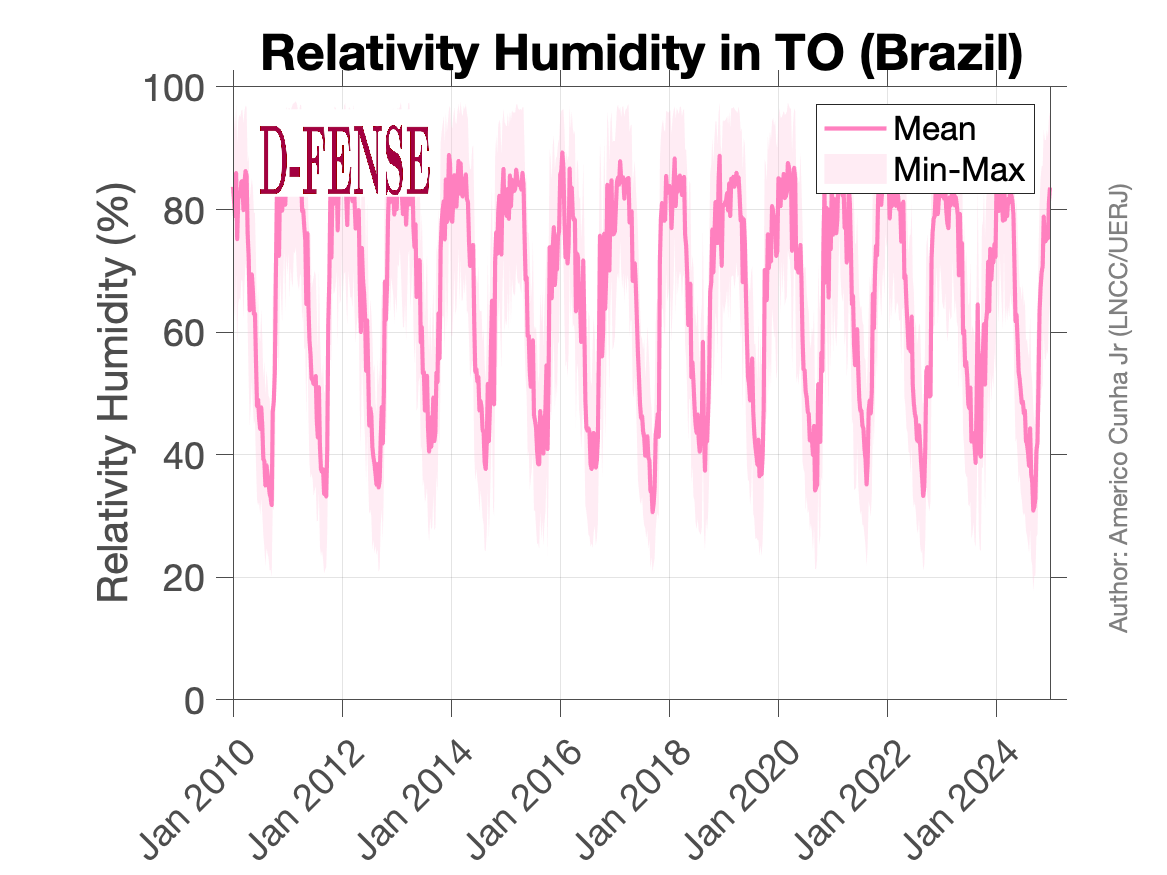 Relativity Humidity in TO (Brazil)
D-FENSE
Mean
Min-Max
Relativity Humidity (%)
100
80
60
40
20
0
Jan 2010
Jan 2012
Jan 2014
Jan 2016
Jan 2018
Jan 2020
Jan 2022
Jan 2024
Author: Americo Cunha Jr (LNCC/UERJ)